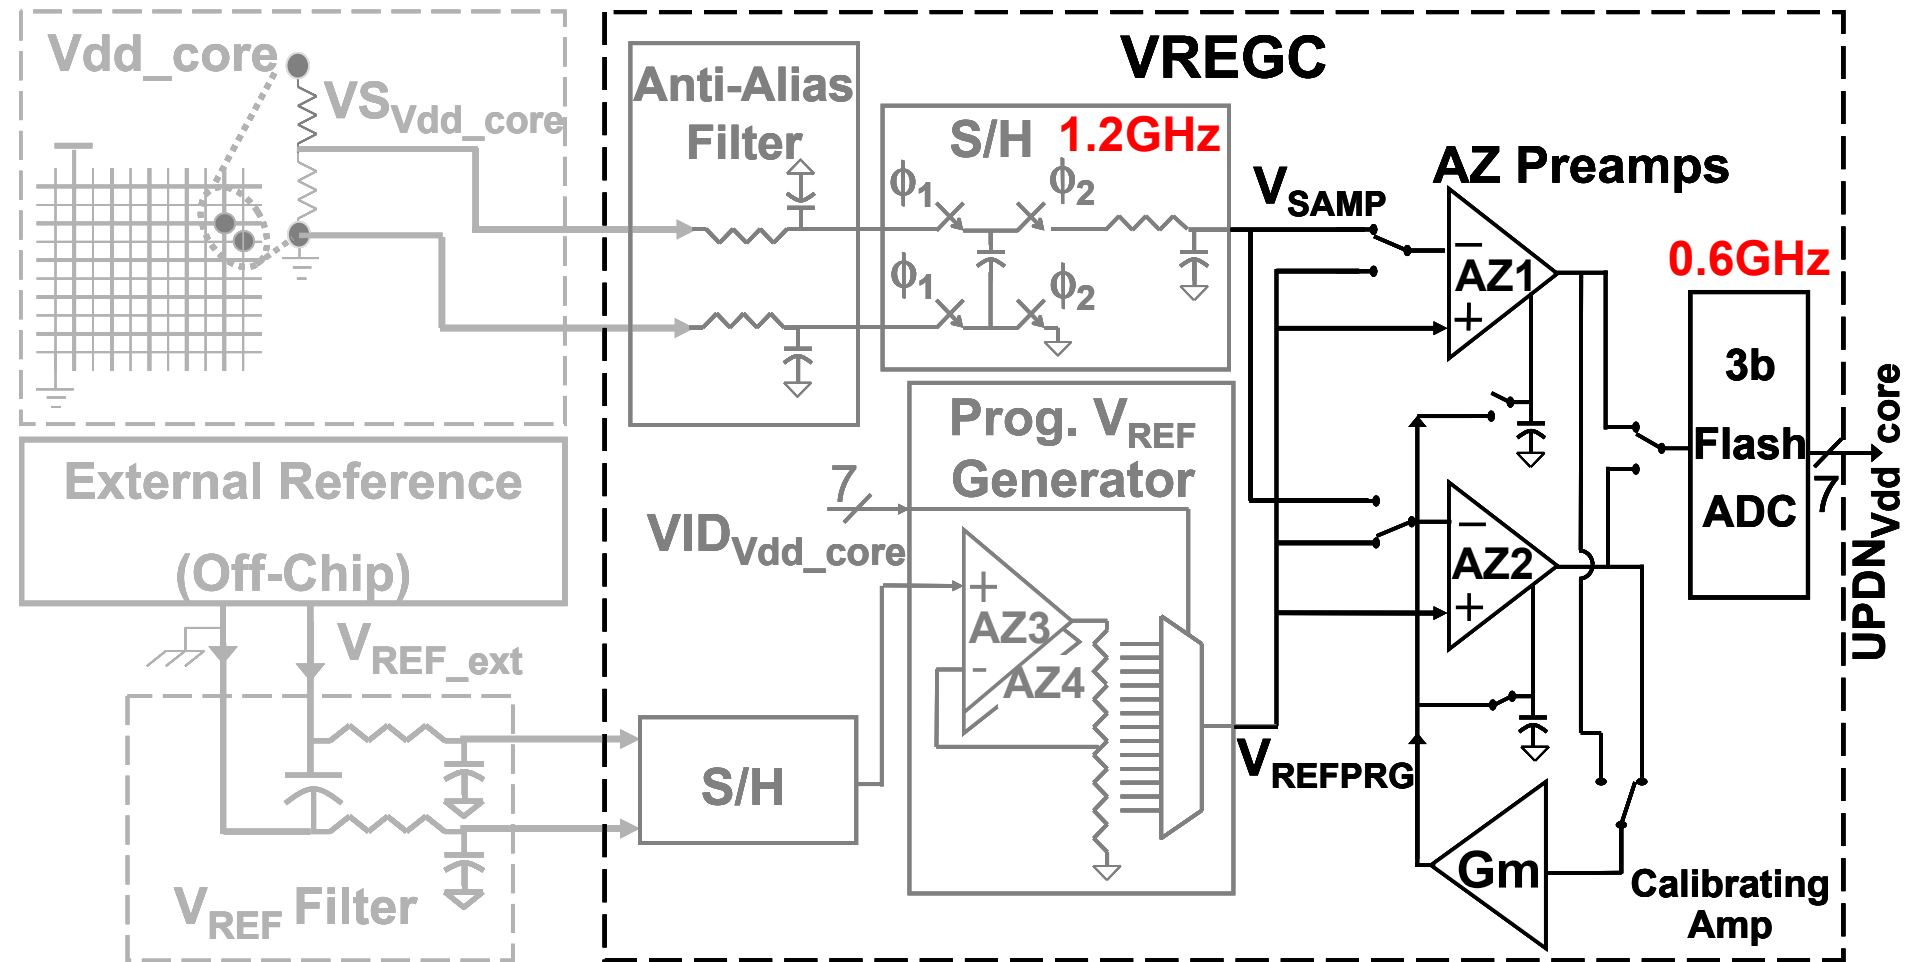 VREGC
Vdd_core
VSVdd_core
Anti-Alias
Filter
S/H 1.2GHz
ϕ1
ϕ2
ϕ1
ϕ2
VSAMP
AZ Preamps
−
AZ1
+
0.6GHz
3b
Flash
ADC
7
UPDNVdd_core
External Reference
(Off-Chip)
VREF_ext
VREF Filter
Prog. VREF
Generator
7
VIDVdd_core
+
AZ3
-
AZ4
S/H
VREFPRG
−
AZ2
+
Gm
Calibrating
Amp